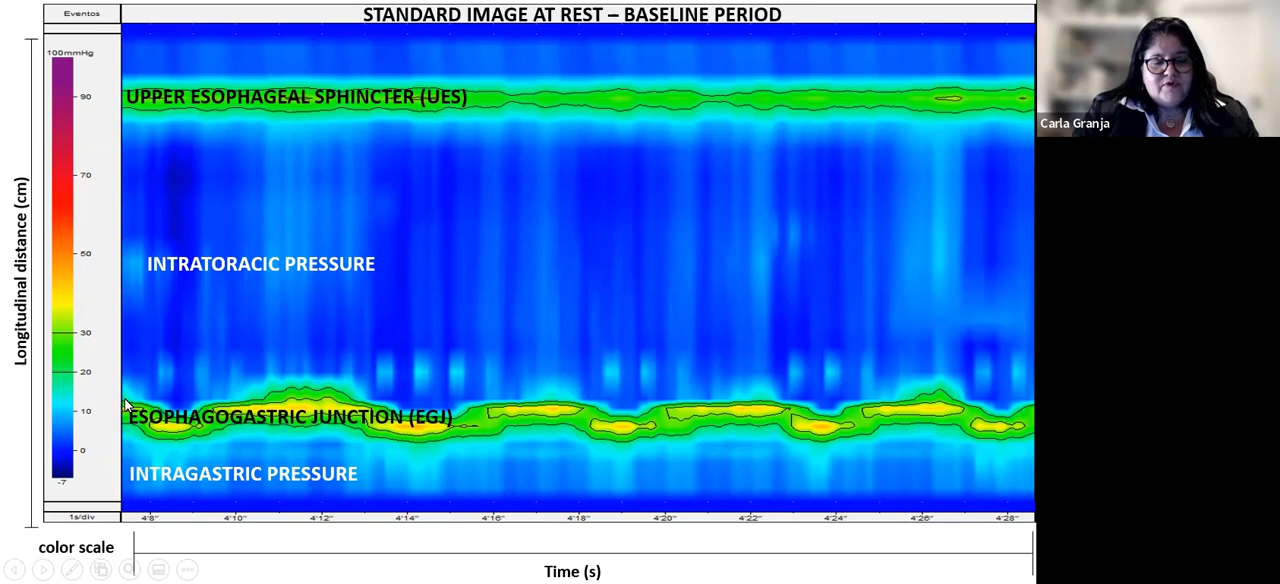 Eventos
STANDARD IMAGE AT REST – BASELINE PERIOD
100mmHg
90
70
50
30
20
10
0
-7
Longitudinal distance (cm)
UPPER ESOPHAGEAL SPHINCTER (UES)
INTRATORACIC PRESSURE
ESOPHAGOGASTRIC JUNCTION (EGJ)
INTRAGASTRIC PRESSURE
1s/div
4'8"
4'10"
4'12"
4'14"
4'16"
4'18"
4'20"
4'22"
4'24"
4'26"
4'28"
color scale
Time (s)
Carla Granja